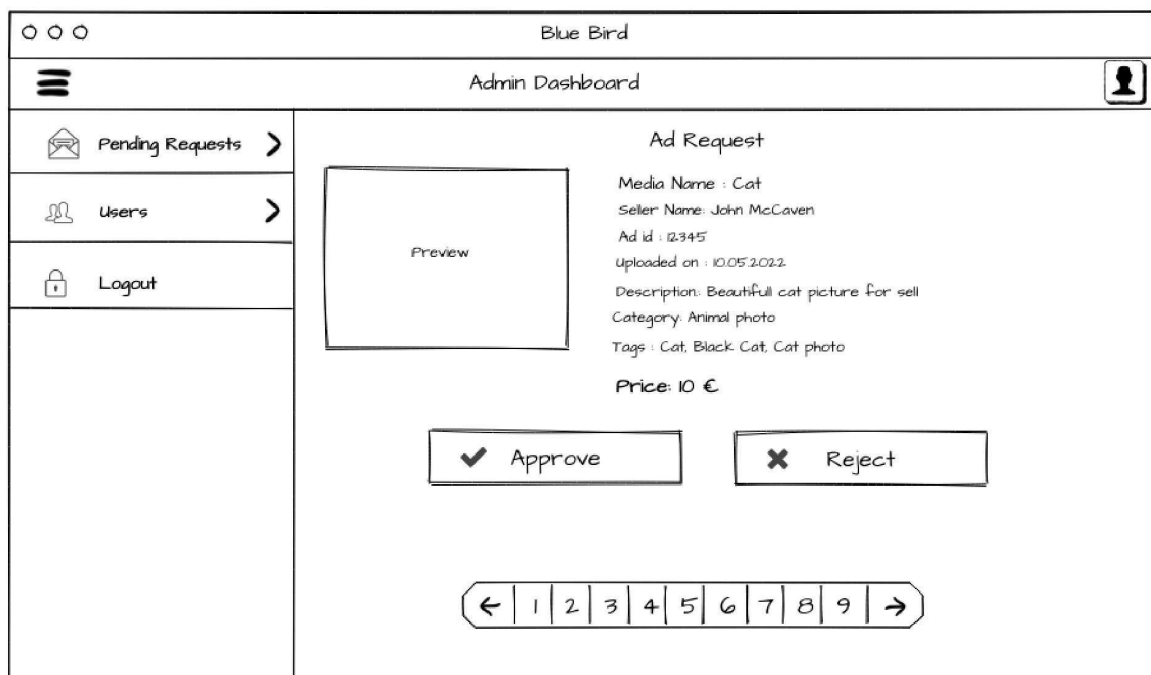 Blue Bird
Admin Dashboard
Pending Requests
Users
Logout
Ad Request
Preview
Media Name : Cat
Seller Name: John McCaven
Ad id : 12345
Uploaded on : 10.05.2022
Description: Beautifull cat picture for sell
Category: Animal photo
Tags : Cat, Black Cat, Cat photo
Price: 10 €
Approve
Reject
1 2 3 4 5 6 7 8 9